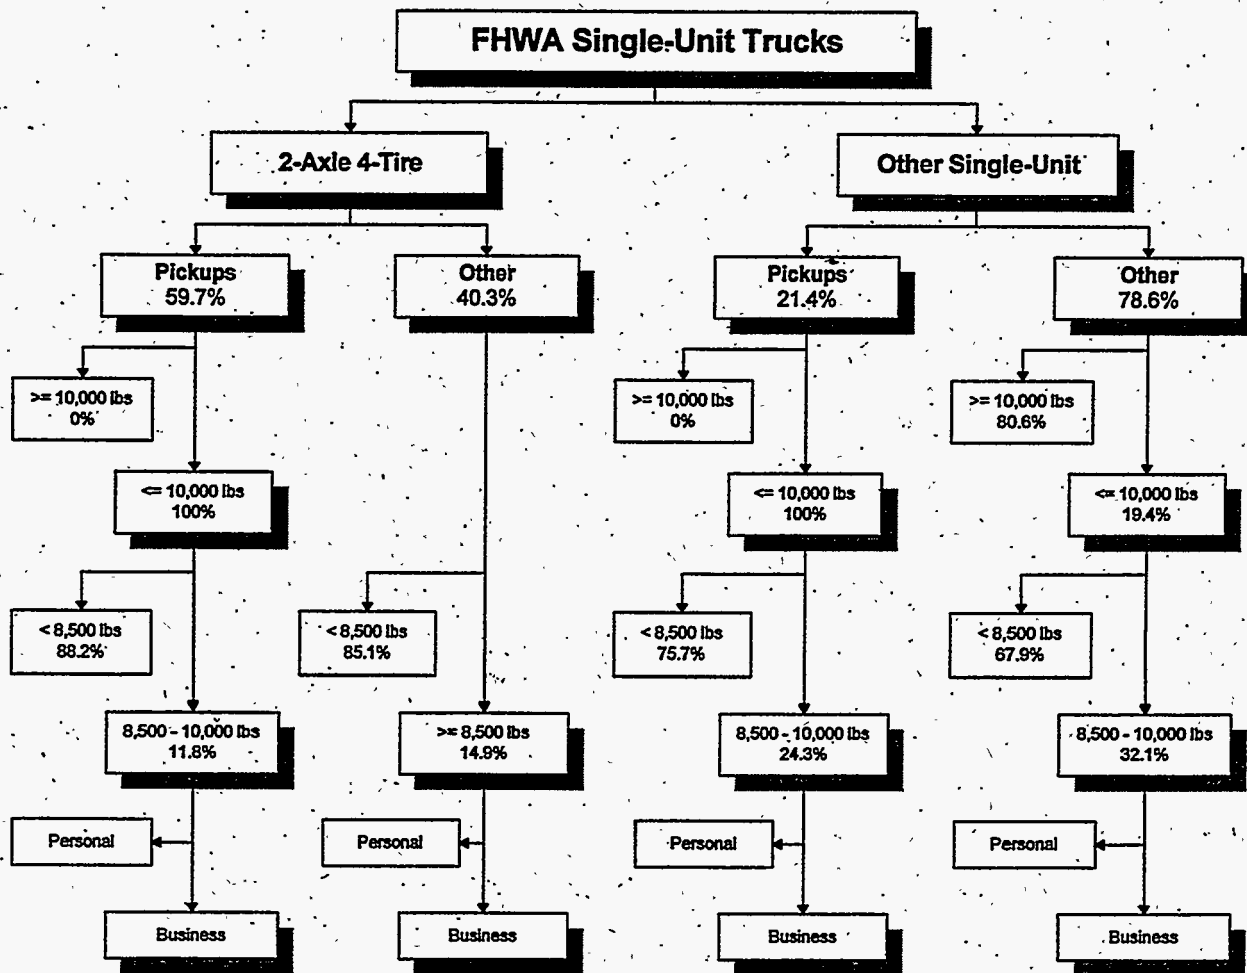 FHWA Single-Unit Trucks
2-Axle 4-Tire
Other Single-Unit
Pickups
59.7%
Other
40.3%
Pickups
21.4%
Other
78.6%
>= 10,000 lbs
0%
>= 10,000 lbs
0%
>= 10,000 lbs
80.6%
<= 10,000 lbs
100%
<= 10,000 lbs
100%
<= 10,000 lbs
19.4%
< 8,500 lbs
88.2%
< 8,500 lbs
85.1%
< 8,500 lbs
75.7%
< 8,500 lbs
67.9%
8,500 - 10,000 lbs
11.8%
>= 8,500 lbs
14.9%
8,500 - 10,000 lbs
24.3%
8,500 - 10,000 lbs
32.1%
Personal
Personal
Personal
Personal
Business
Business
Business
Business